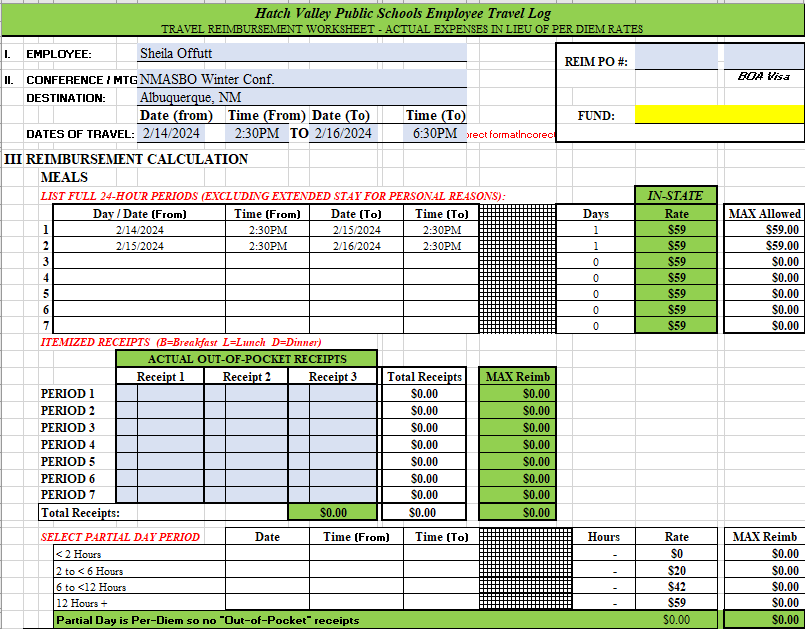 Hatch Valley Public Schools Employee Travel Log
TRAVEL REIMBURSEMENT WORKSHEET - ACTUAL EXPENSES IN LIEU OF PER DIEM RATES
I. EMPLOYEE: Sheila Offutt
REIM PO #:
II. CONFERENCE / MTG NMASBO Winter Conf.
BOA Visa
DESTINATION: Albuquerque, NM
Date (from) Time (From) Date (To) Time (To) FUND:
DATES OF TRAVEL: 2/14/2024 2:30PM TO 2/16/2024 6:30PM rect formatIncorect
III REIMBURSEMENT CALCULATION
MEALS
LIST FULL 24-HOUR PERIODS (EXCLUDING EXTENDED STAY FOR PERSONAL REASONS): IN-STATE
Day / Date (From) Time (From) Date (To) Time (To) Days Rate MAX Allowed
1 2/14/2024 2:30PM 2/15/2024 2:30PM 1 $59 $59.00
2 2/15/2024 2:30PM 2/16/2024 2:30PM 1 $59 $59.00
3 0 $59 $0.00
4 0 $59 $0.00
5 0 $59 $0.00
6 0 $59 $0.00
7 0 $59 $0.00
ITEMIZED RECEIPTS (B=Breakfast L=Lunch D=Dinner)
ACTUAL OUT-OF-POCKET RECEIPTS
Receipt 1 Receipt 2 Receipt 3 Total Receipts MAX Reimb
PERIOD 1 $0.00 $0.00
PERIOD 2 $0.00 $0.00
PERIOD 3 $0.00 $0.00
PERIOD 4 $0.00 $0.00
PERIOD 5 $0.00 $0.00
PERIOD 6 $0.00 $0.00
PERIOD 7 $0.00 $0.00
Total Receipts: $0.00 $0.00 $0.00
SELECT PARTIAL DAY PERIOD Date Time (From) Time (To) Hours Rate MAX Reimb
< 2 Hours - $0 $0.00
2 to < 6 Hours - $20 $0.00
6 to <12 Hours - $42 $0.00
12 Hours + - $59 $0.00
Partial Day is Per-Diem so no "Out-of-Pocket" receipts $0.00 $0.00